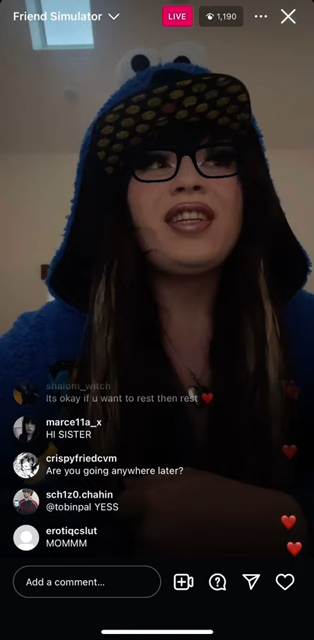 Friend Simulator
LIVE
1,190
shalom_witch
Its okay if u want to rest then rest❤️
marce11a_x
HI SISTER
crispyfriedcvm
Are you going anywhere later?
sch1z0.chahin
@tobinpal YESS
erotiqcslut
MOMMM
Add a comment...